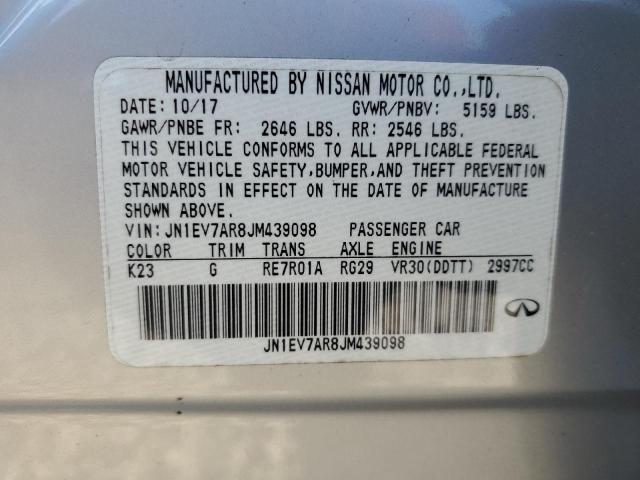 MANUFACTURED BY NISSAN MOTOR CO.,LTD.
DATE: 10/17 GVWR/PNBV: 5159 LBS.
GAWR/PNBE FR: 2646 LBS. RR: 2546 LBS.
THIS VEHICLE CONFORMS TO ALL APPLICABLE FEDERAL
MOTOR VEHICLE SAFETY,BUMPER,AND THEFT PREVENTION
STANDARDS IN EFFECT ON THE DATE OF MANUFACTURE
SHOWN ABOVE.
VIN: JN1EV7AR8JM439098 PASSENGER CAR
COLOR TRIM TRANS AXLE ENGINE
K23 G RE7R01A RG29 VR30(DDTT) 2997CC
JN1EV7AR8JM439098